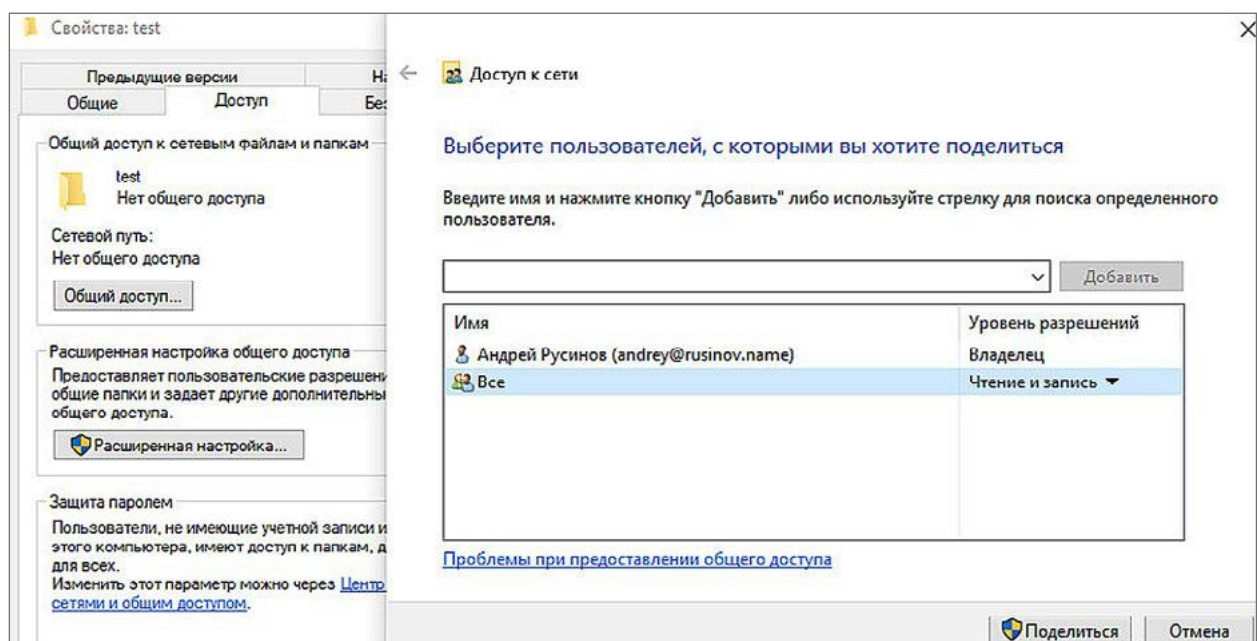 Свойства: test
Предыдущие версии
Общие
Доступ
Общий доступ к сетевым файлам и папкам
test
Нет общего доступа
Сетевой путь:
Нет общего доступа
Общий доступ...
Расширенная настройка общего доступа
Предоставляет пользовательские
общие папки и задает другие
общего доступа.
Расширенная настройка...
Защита паролем
Пользователи, не имеющие учетной записи
этого компьютера, имеют доступ к папкам,
для всех.
Изменить этот параметр можно через
сетями и общим доступом.
Доступ к сети
Выберите пользователей, с которыми вы хотите поделиться
Введите имя и нажмите кнопку "Добавить" либо используйте стрелку для поиска определенного
пользователя.
Добавить
Имя Уровень разрешений
Андрей Русинов (andrey@rusinov.name) Владелец
Все Чтение и запись
Проблемы при предоставлении общего доступа
Поделиться Отмена